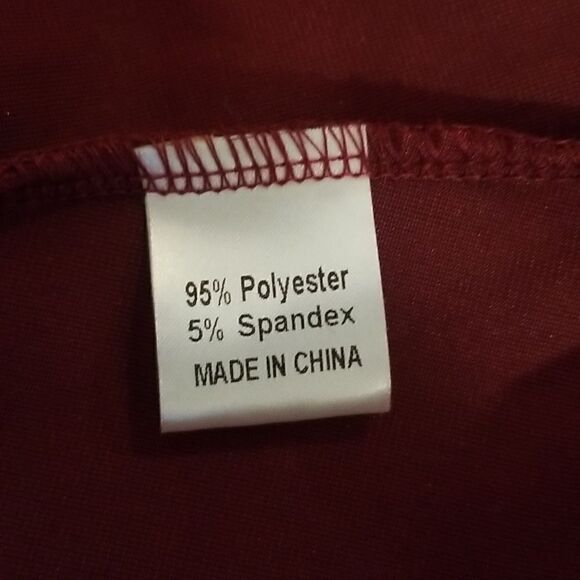 95% Polyester
5% Spandex
MADE IN CHINA